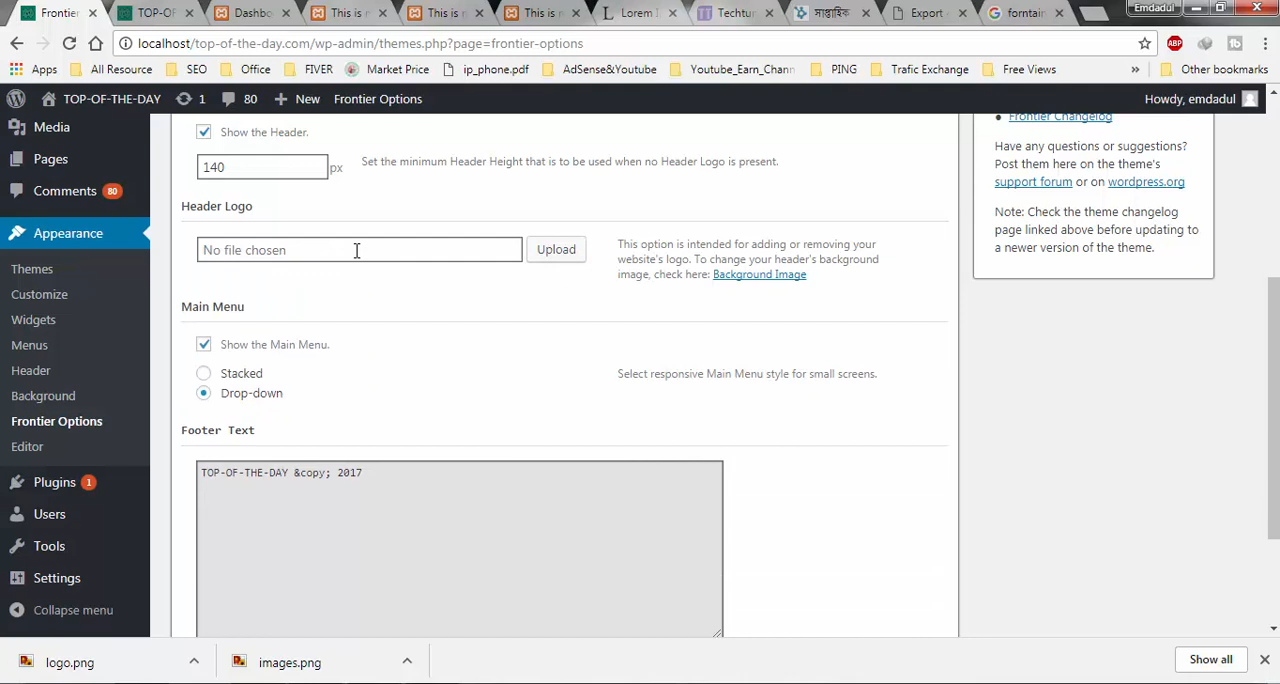 Frontier
TOP-OF
Dashbo
This is r
This is r
This is r
Lorem I
Techtur
সাপ্তাহিক
Export
forntain
Emdadul
localhost/top-of-the-day.com/wp-admin/themes.php?page=frontier-options
ABP
Apps
All Resource
SEO
Office
FIVER
Market Price
ip_phone.pdf
AdSense&Youtube
Youtube_Earn_Chann
PING
Trafic Exchange
Free Views
»
Other bookmarks
TOP-OF-THE-DAY
1
80
New
Frontier Options
Howdy, emdadul
Media
Pages
Comments 80
Appearance
Themes
Customize
Widgets
Menus
Header
Background
Frontier Options
Editor
Plugins 1
Users
Tools
Settings
Collapse menu
Show the Header.
140 px
Set the minimum Header Height that is to be used when no Header Logo is present.
Header Logo
No file chosen
Upload
This option is intended for adding or removing your
website's logo. To change your header's background
image, check here: Background Image
Main Menu
Show the Main Menu.
Stacked
Drop-down
Select responsive Main Menu style for small screens.
Footer Text
TOP-OF-THE-DAY &copy; 2017
Frontier Changelog
Have any questions or suggestions?
Post them here on the theme's
support forum or on wordpress.org
Note: Check the theme changelog
page linked above before updating to
a newer version of the theme.
logo.png
images.png
Show all